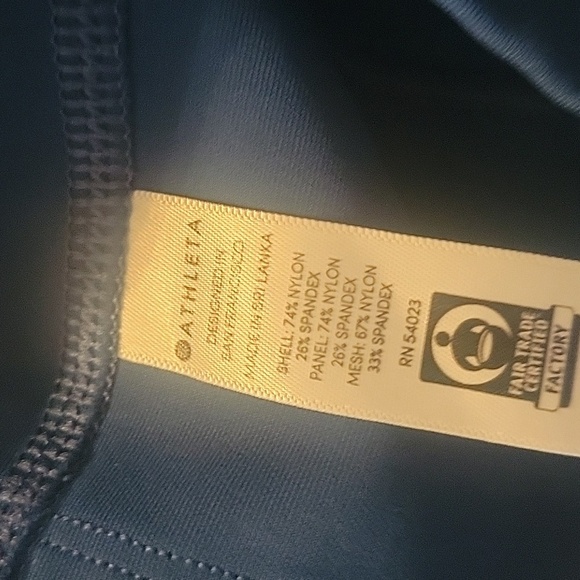 ATHLETA
DESIGNED IN
SAN FRANCISCO
MADE IN SRI LANKA
SHELL: 74% NYLON
26% SPANDEX
PANEL: 74% NYLON
26% SPANDEX
MESH: 67% NYLON
33% SPANDEX
RN 54023
FAIR TRADE
CERTIFIED
FACTORY